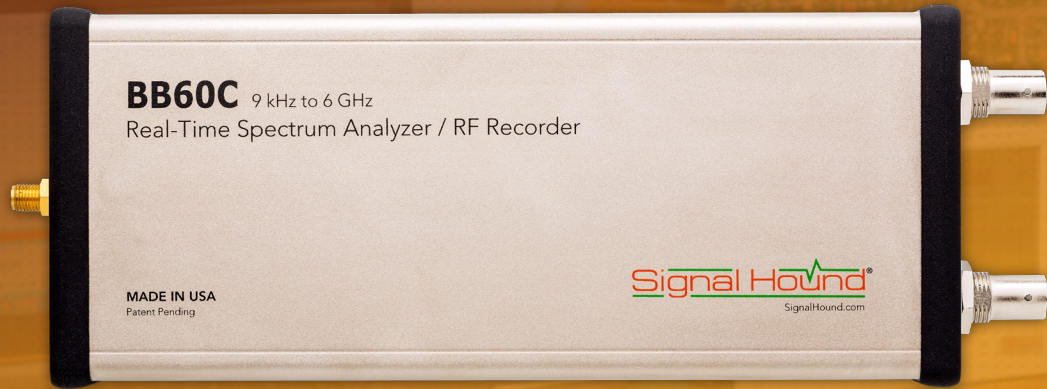 BB60C 9 kHz to 6 GHz
Real-Time Spectrum Analyzer / RF Recorder
MADE IN USA
Patent Pending
Signal Hound®
SignalHound.com